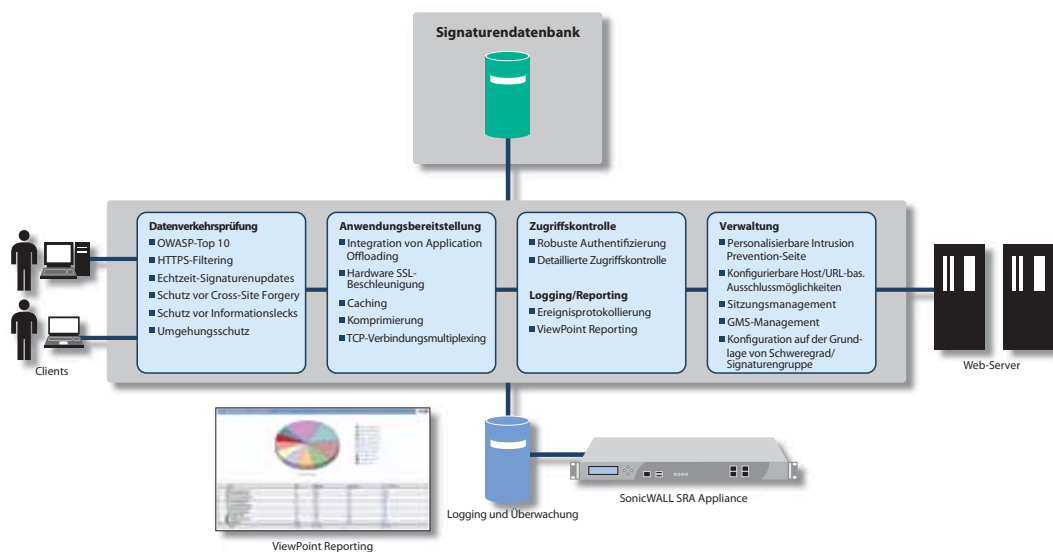 Signaturendatenbank
Datenverkehrsprüfung
OWASP-Top 10
HTTPS-Filtering
Echtzeit-Signaturenupdates
Schutz vor Cross-Site Forgery
Schutz vor Informationslecks
Umgehungsschutz
Anwendungsbereitstellung
Integration von Application
Offloading
Hardware SSL-
Beschleunigung
Caching
Komprimierung
TCP-Verbindungsmultiplexing
Zugriffskontrolle
Robuste Authentifizierung
Detaillierte Zugriffskontrolle
Logging/Reporting
Ereignisprotokollierung
ViewPoint Reporting
Verwaltung
Personalisierbare Intrusion
Prevention-Seite
Konfigurierbare Host/URL-bas.
Ausschlussmöglichkeiten
Sitzungsmanagement
GMS-Management
Konfiguration auf der Grund-
lage von Schweregrad/
Signaturengruppe
Clients
Web-Server
Logging und Überwachung
SonicWALL SRA Appliance
ViewPoint Reporting